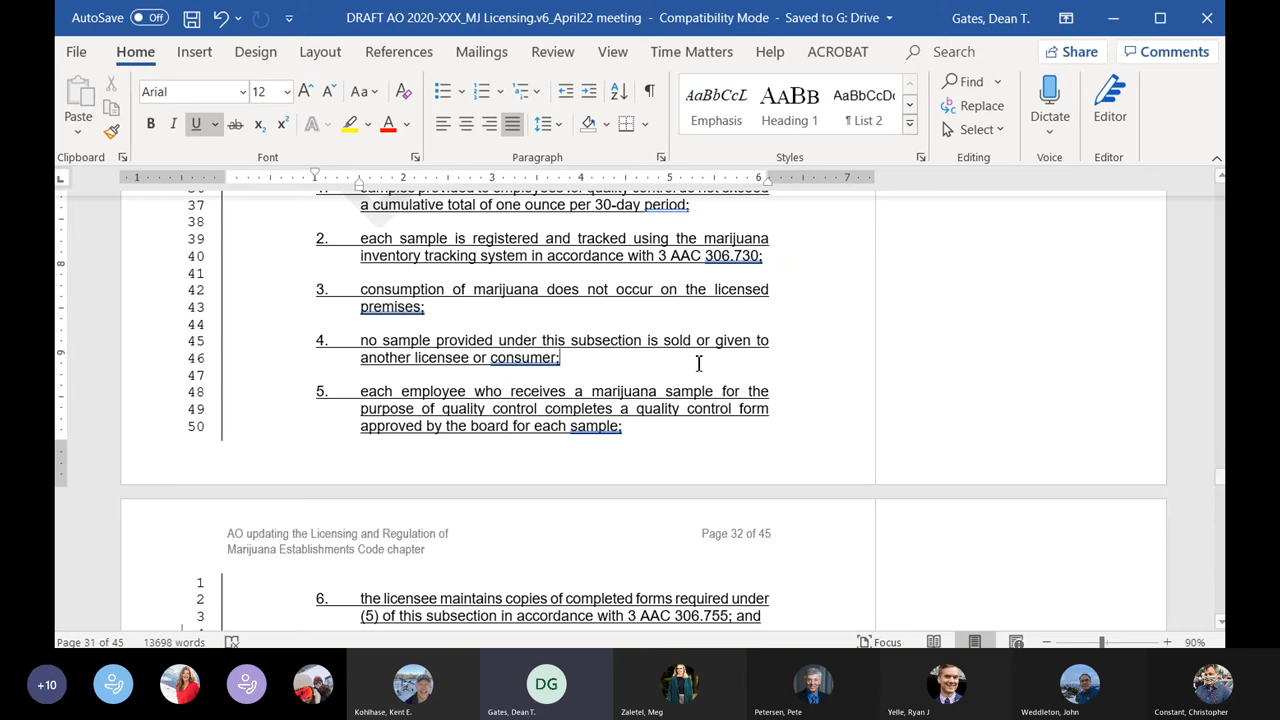 AutoSave Off DRAFT AO 2020-XXX_MJ Licensing.v6_April22 meeting - Compatibility Mode - Saved to G: Drive Gates, Dean T.
File Home Insert Design Layout References Mailings Review View Time Matters Help ACROBAT Search Share Comments
Paste Arial 12 Aa AaBbCcL AaBb AaBbCcDc Find
Emphasis Heading 1 ¶ List 2 Replace Dictate Editor
Select
Clipboard Font Paragraph Styles Editing Voice Editor
1 1 2 3 4 5 6 7
37 a cumulative total of one ounce per 30-day period;
38
39 2. each sample is registered and tracked using the marijuana
40 inventory tracking system in accordance with 3 AAC 306.730;
41
42 3. consumption of marijuana does not occur on the licensed
43 premises;
44
45 4. no sample provided under this subsection is sold or given to
46 another licensee or consumer;
47
48 5. each employee who receives a marijuana sample for the
49 purpose of quality control completes a quality control form
50 approved by the board for each sample;
AO updating the Licensing and Regulation of Page 32 of 45
Marijuana Establishments Code chapter
1
2 6. the licensee maintains copies of completed forms required under
3 (5) of this subsection in accordance with 3 AAC 306.755; and
Page 31 of 45 13698 words Focus 90%
+10 DG
Kohlhase, Kent E. Gates, Dean T. Zaletel, Meg Petersen, Pete Yelle, Ryan J Weddleton, John Constant, Christopher